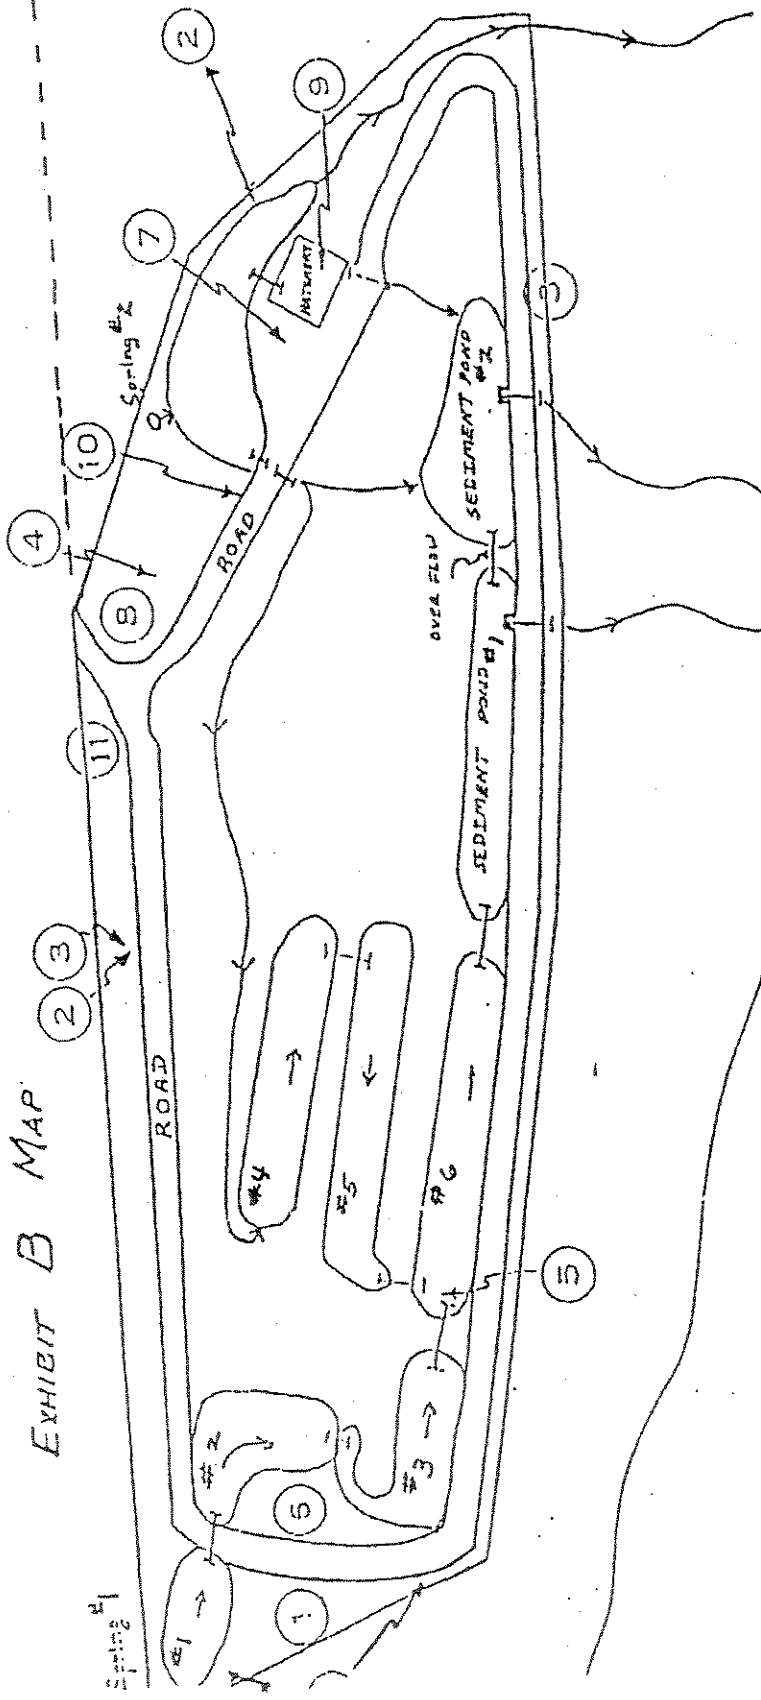 EXHIBIT B MAP
Spring #1
#1
1
#2
5
#3
#4
#5
#6
5
ROAD
2
3
11
8
4
10
Spring #2
7
2
9
HATCHERY
ROAD
OVER FLOW
SEDIMENT POND #1
SEDIMENT POND
#2
3